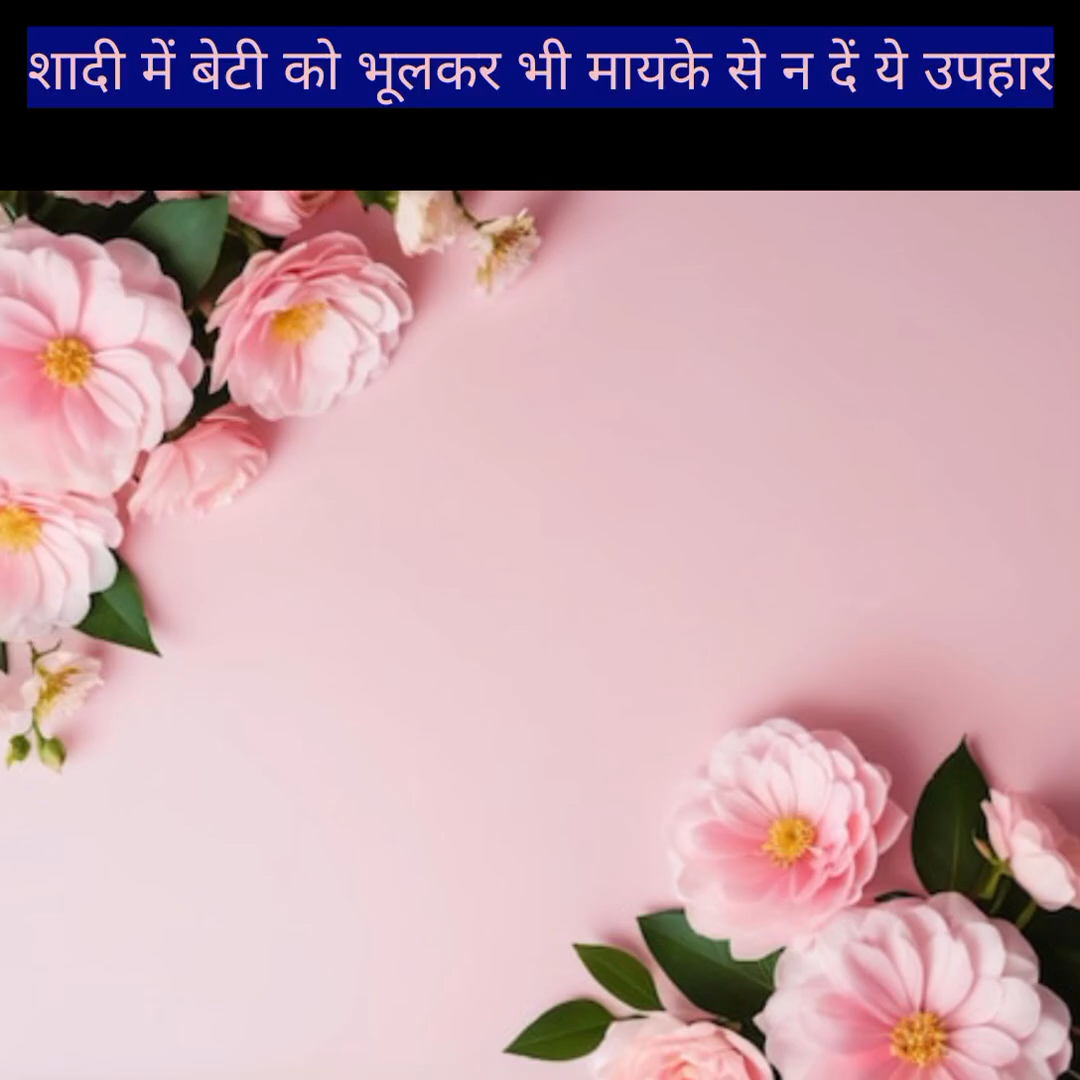 शादी में बेटी को भूलकर भी मायके से न दें ये उपहार